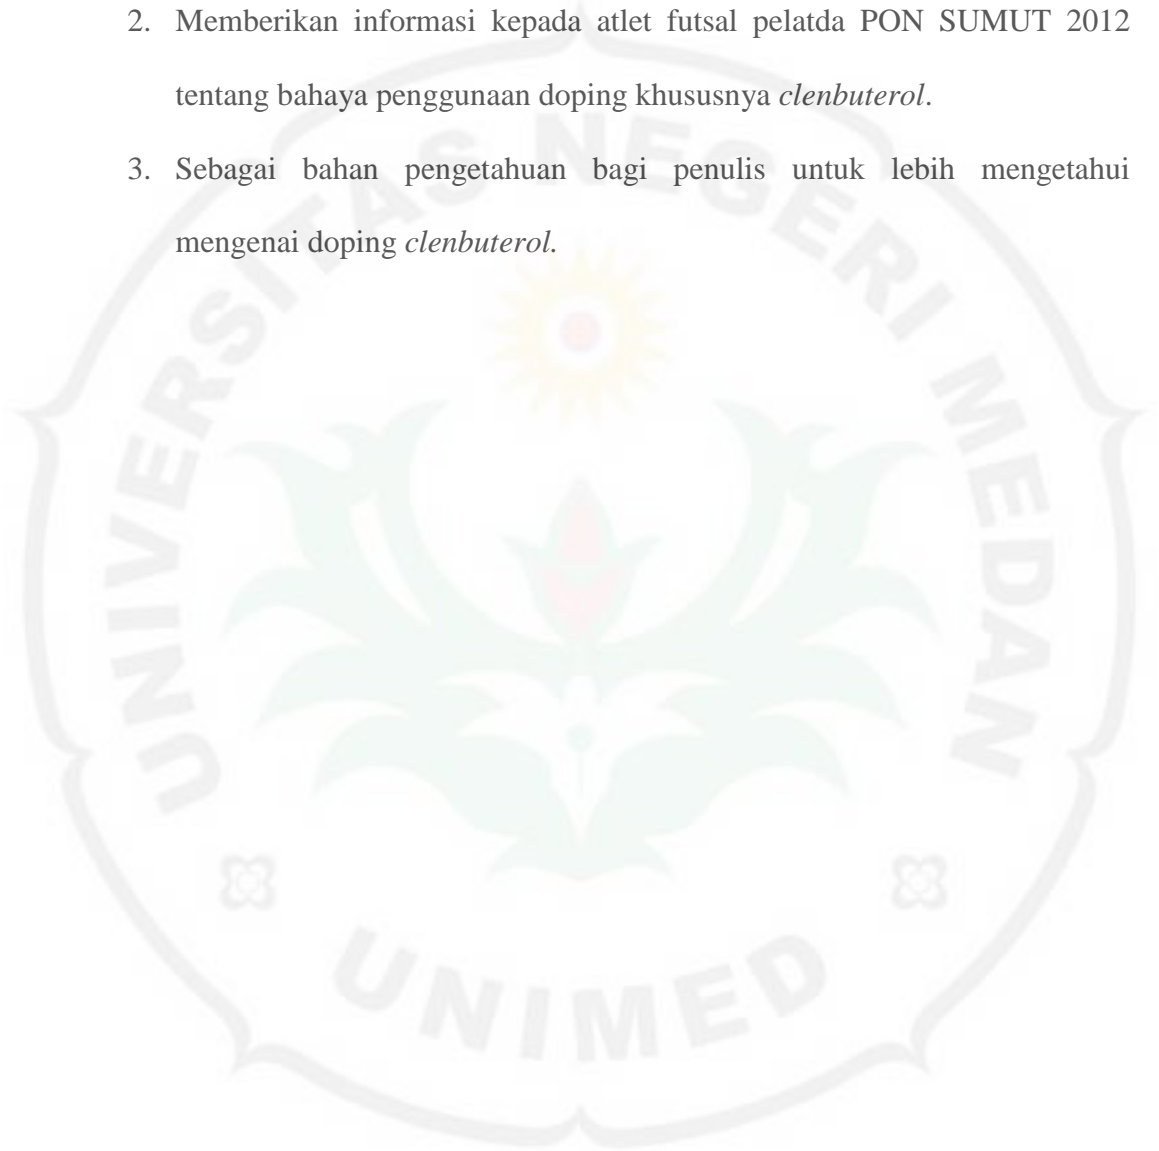 2. Memberikan informasi kepada atlet futsal pelatda PON SUMUT 2012
tentang bahaya penggunaan doping khususnya clenbuterol.
3. Sebagai bahan pengetahuan bagi penulis untuk lebih mengetahui
mengenai doping clenbuterol.
UNIVERSITAS NEGERI MEDAN
UNIMED